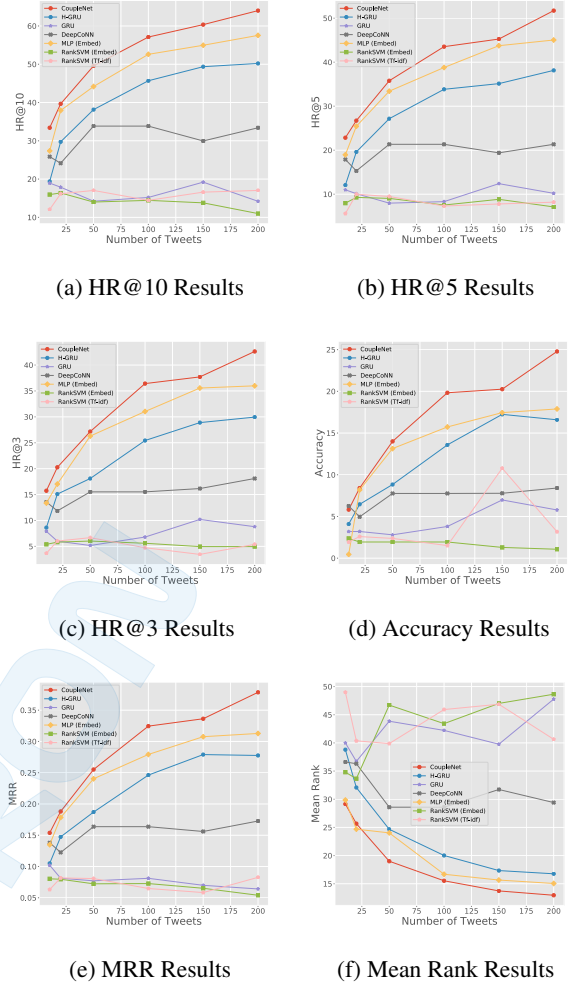 CoupleNet
H-GRU
GRU
DeepCoNN
MLP (Embed)
RankSVM (Embed)
RankSVM (Tf-idf)
HR@10
60
50
40
30
20
10
25 50 75 100 125 150 175 200
Number of Tweets
(a) HR@10 Results
CoupleNet
H-GRU
GRU
DeepCoNN
MLP (Embed)
RankSVM (Embed)
RankSVM (Tf-idf)
HR@5
50
40
30
20
10
25 50 75 100 125 150 175 200
Number of Tweets
(b) HR@5 Results
CoupleNet
H-GRU
GRU
DeepCoNN
MLP (Embed)
RankSVM (Embed)
RankSVM (Tf-idf)
HR@3
40
35
30
25
20
15
10
5
25 50 75 100 125 150 175 200
Number of Tweets
(c) HR@3 Results
CoupleNet
H-GRU
GRU
DeepCoNN
MLP (Embed)
RankSVM (Embed)
RankSVM (Tf-idf)
Accuracy
25
20
15
10
5
0
25 50 75 100 125 150 175 200
Number of Tweets
(d) Accuracy Results
CoupleNet
H-GRU
GRU
DeepCoNN
MLP (Embed)
RankSVM (Embed)
RankSVM (Tf-idf)
MRR
0.35
0.30
0.25
0.20
0.15
0.10
0.05
25 50 75 100 125 150 175 200
Number of Tweets
(e) MRR Results
CoupleNet
H-GRU
GRU
DeepCoNN
MLP (Embed)
RankSVM (Embed)
RankSVM (Tf-idf)
Mean Rank
50
45
40
35
30
25
20
15
25 50 75 100 125 150 175 200
Number of Tweets
(f) Mean Rank Results